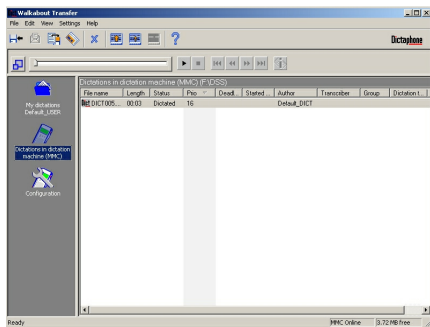 Walkabout Transfer
File Edit View Settings Help
Dictaphone
Dictations in dictation machine (MMC) (F:\DSS)
File name Length Status Prio Deadl... Started ... Author Transcriber Group Dictation t...
DICT005... 00:03 Dictated 16 Default_DICT
My dictations
Default_USER
Dictations in dictation
machine (MMC)
Configuration
Ready MMC Online 3.72 MB free